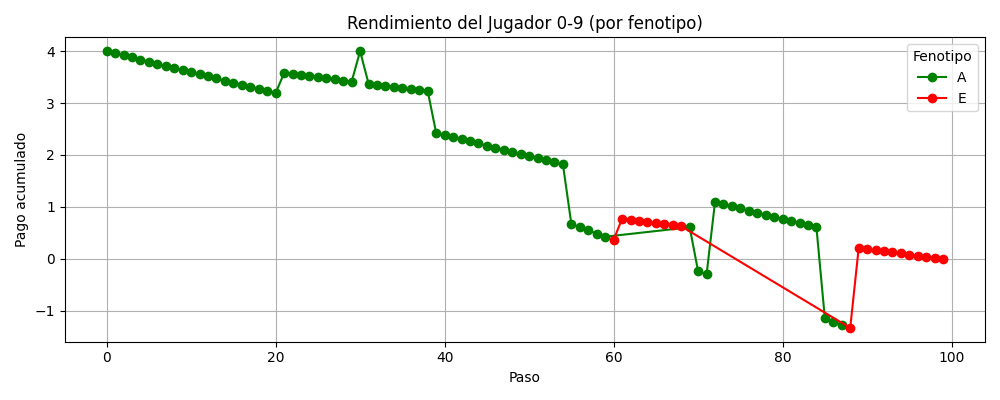 Rendimiento del Jugador 0-9 (por fenotipo)
Fenotipo
A
E
Pago acumulado
4
3
2
1
0
−1
0 20 40 60 80 100
Paso